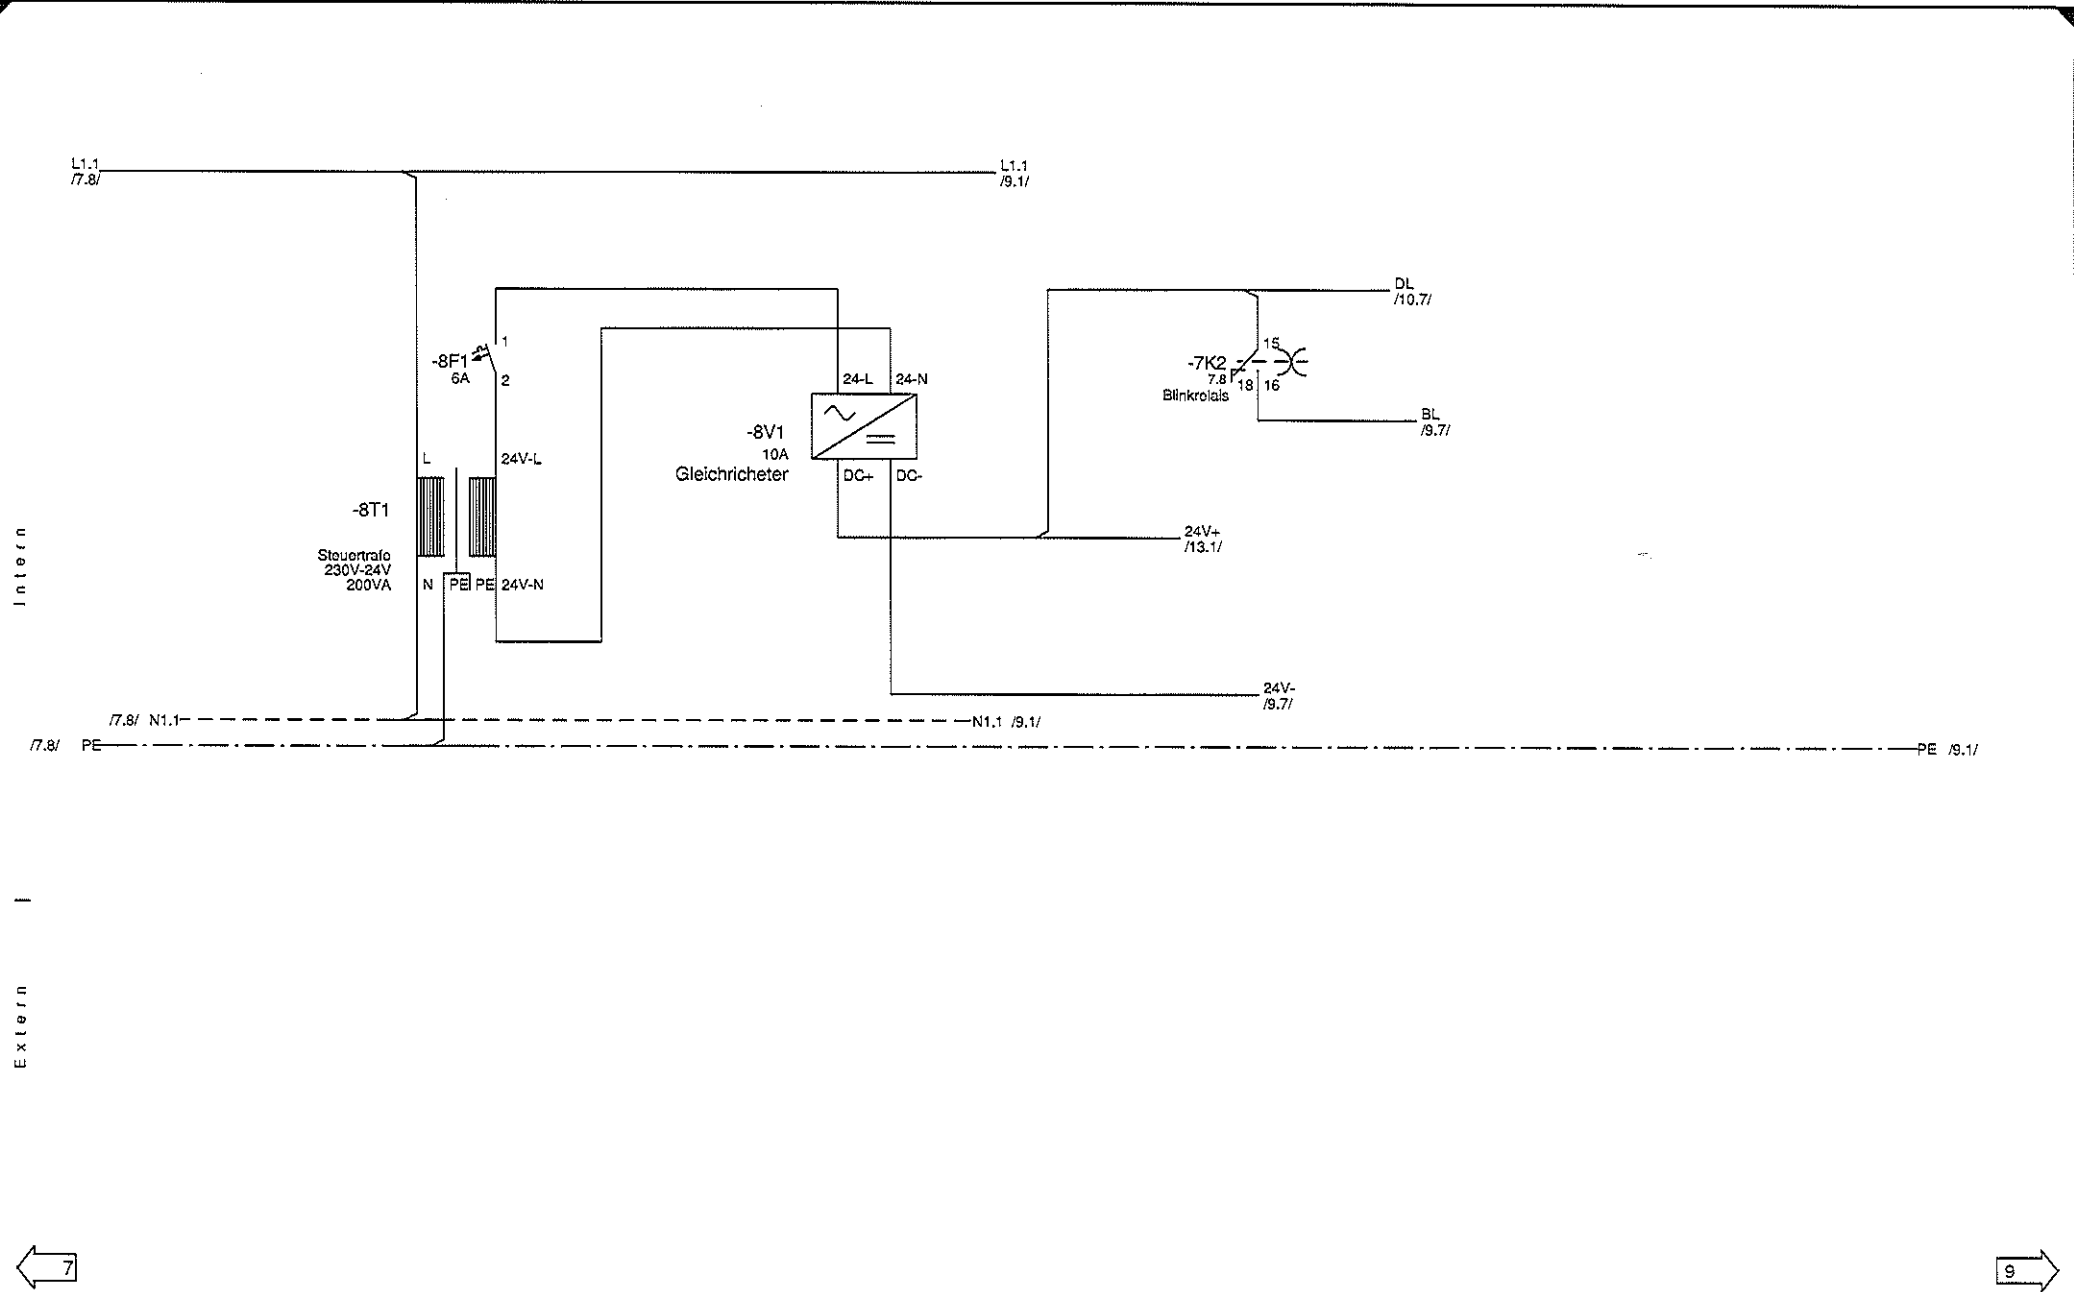 L1.1
/7.8/
L1.1
/9.1/
DL
/10.7/
1
-8F1
6A
2
24-L
24-N
15
-7K2
7.8
18
16
Blinkrelais
BL
/9.7/
-8V1
10A
Gleichricheter
DC+
DC-
L
24V-L
-8T1
Steuertrafo
230V-24V
200VA
N
PE
PE
24V-N
24V+
/13.1/
24V-
/9.7/
/7.8/ N1.1
N1.1 /9.1/
/7.8/ PE
PE /9.1/
Intern
Extern
7
9